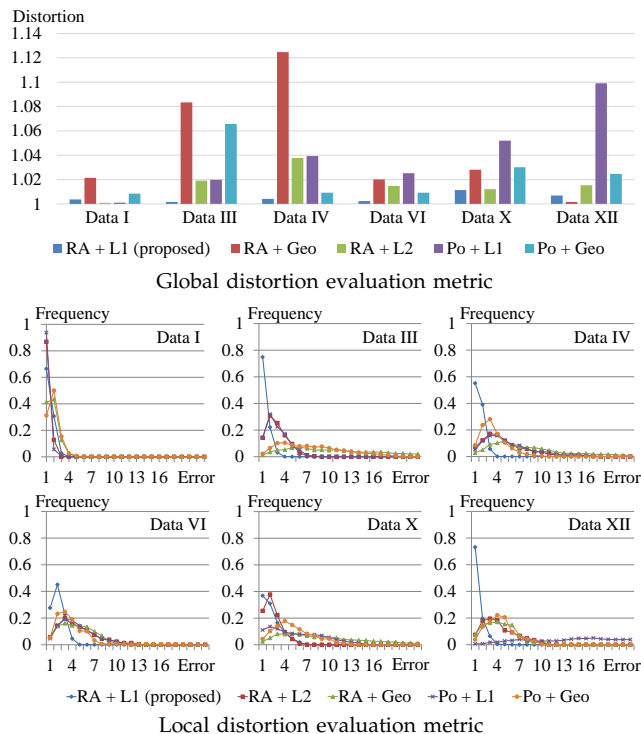 Distortion
1.14
1.12
1.1
1.08
1.06
1.04
1.02
1
Data I Data III Data IV Data VI Data X Data XII
RA + L1 (proposed) RA + Geo RA + L2 Po + L1 Po + Geo
Global distortion evaluation metric
Frequency Frequency Frequency
1 Data I 1 Data III 1 Data IV
0.8 0.8 0.8
0.6 0.6 0.6
0.4 0.4 0.4
0.2 0.2 0.2
0 0 0
1 4 7 10 13 16 Error 1 4 7 10 13 16 Error 1 4 7 10 13 16 Error
Frequency Frequency Frequency
1 Data VI 1 Data X 1 Data XII
0.8 0.8 0.8
0.6 0.6 0.6
0.4 0.4 0.4
0.2 0.2 0.2
0 0 0
1 4 7 10 13 16 Error 1 4 7 10 13 16 Error 1 4 7 10 13 16 Error
RA + L1 (proposed) RA + L2 RA + Geo Po + L1 Po + Geo
Local distortion evaluation metric